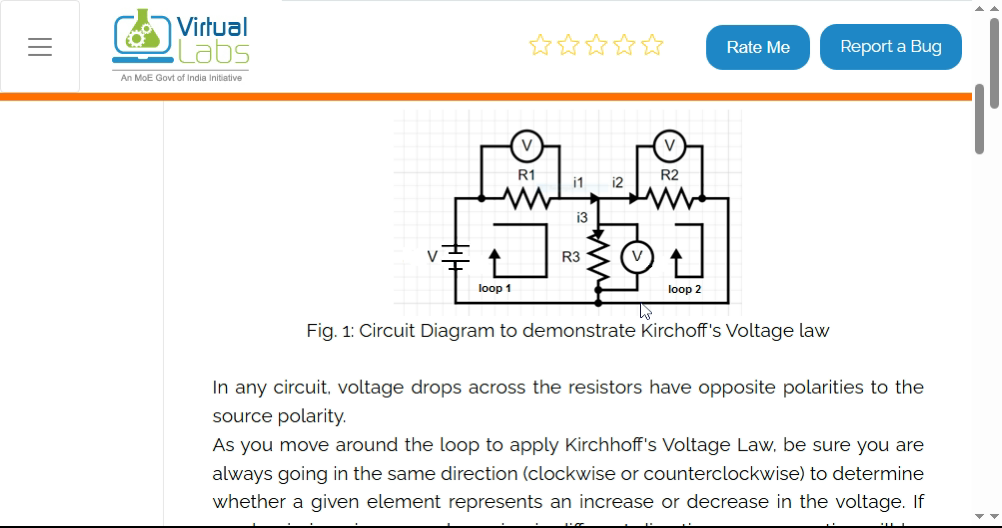 Virtual
Labs
An MoE Govt of India Initiative
Rate Me
Report a Bug
V
V
R1
i1
i2
R2
i3
V
R3
V
loop 1
loop 2
Fig. 1: Circuit Diagram to demonstrate Kirchoff's Voltage law
In any circuit, voltage drops across the resistors have opposite polarities to the
source polarity.
As you move around the loop to apply Kirchhoff's Voltage Law, be sure you are
always going in the same direction (clockwise or counterclockwise) to determine
whether a given element represents an increase or decrease in the voltage. If